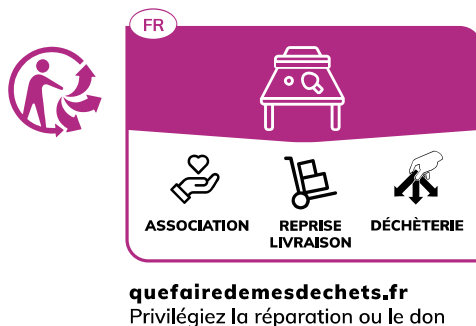 FR
ASSOCIATION
REPRISE
LIVRAISON
DÉCHÈTERIE
quefairedemesdechets.fr
Privilégiez la réparation ou le don